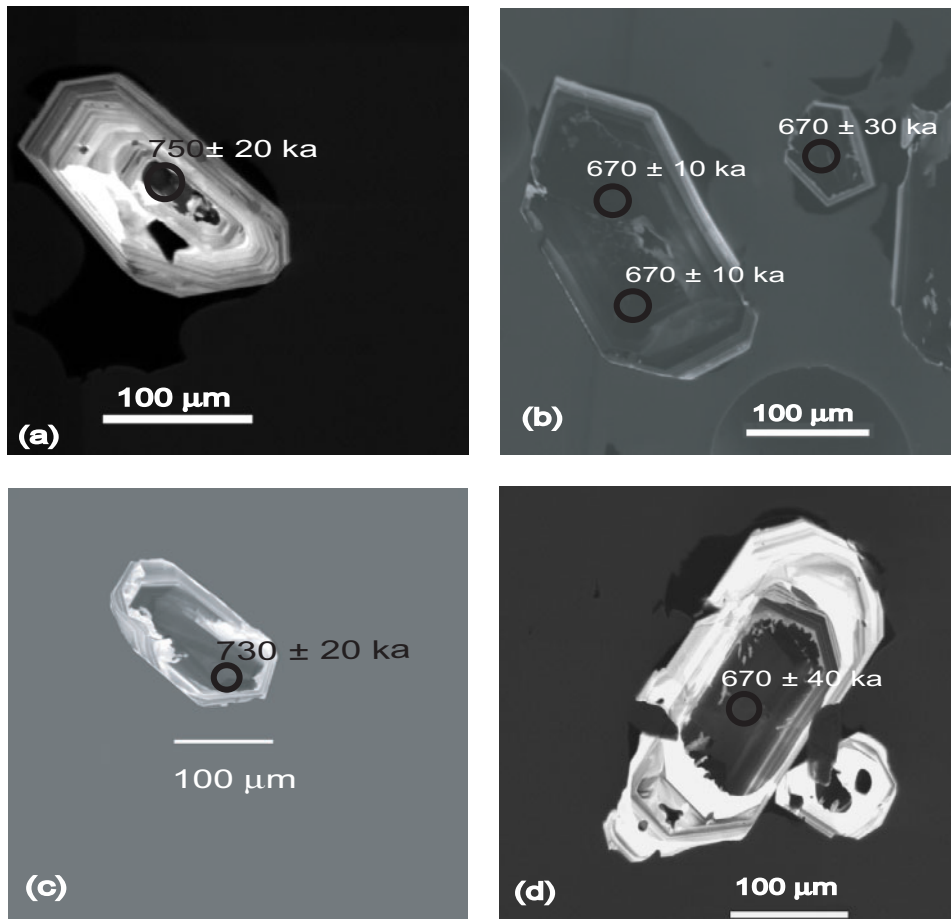 750± 20 ka
100 µm
(a)
670 ± 30 ka
670 ± 10 ka
670 ± 10 ka
100 µm
(b)
730 ± 20 ka
100 µm
(c)
670 ± 40 ka
100 µm
(d)